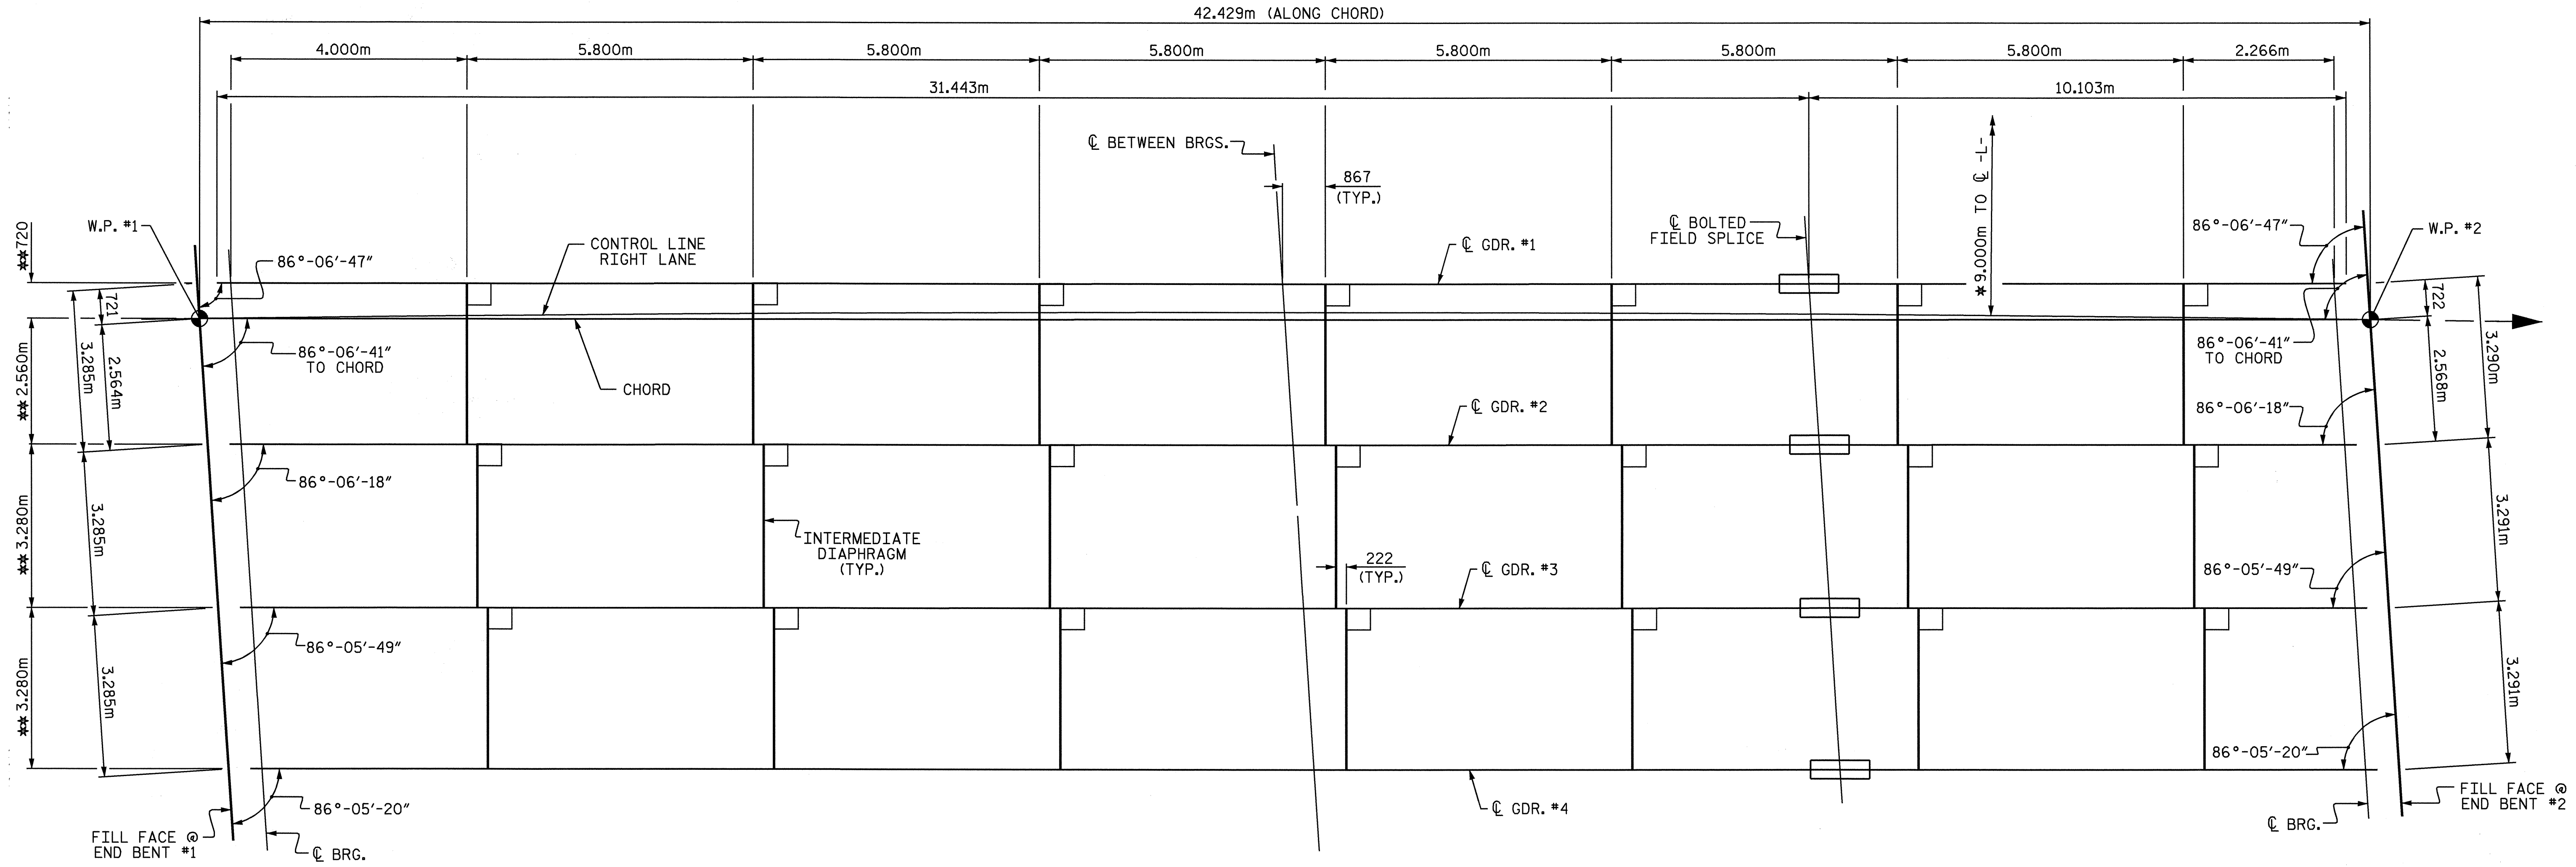 42.429m (ALONG CHORD)
4.000m
5.800m
5.800m
5.800m
5.800m
5.800m
5.800m
2.266m
31.443m
10.103m
℄ BETWEEN BRGS.
867
(TYP.)
* 9.000m TO ℄ -L-
W.P. #1
**720
86°-06'-47"
CONTROL LINE
RIGHT LANE
℄ GDR. #1
℄ BOLTED
FIELD SPLICE
86°-06'-47"
W.P. #2
721
722
86°-06'-41"
TO CHORD
CHORD
86°-06'-41"
TO CHORD
** 2.560m
3.285m
2.564m
2.568m
3.290m
℄ GDR. #2
86°-06'-18"
86°-06'-18"
** 3.280m
3.285m
INTERMEDIATE
DIAPHRAGM
(TYP.)
222
(TYP.)
℄ GDR. #3
86°-05'-49"
3.291m
86°-05'-49"
** 3.280m
3.285m
3.291m
86°-05'-20"
86°-05'-20"
℄ GDR. #4
FILL FACE @
END BENT #1
℄ BRG.
℄ BRG.
FILL FACE @
END BENT #2